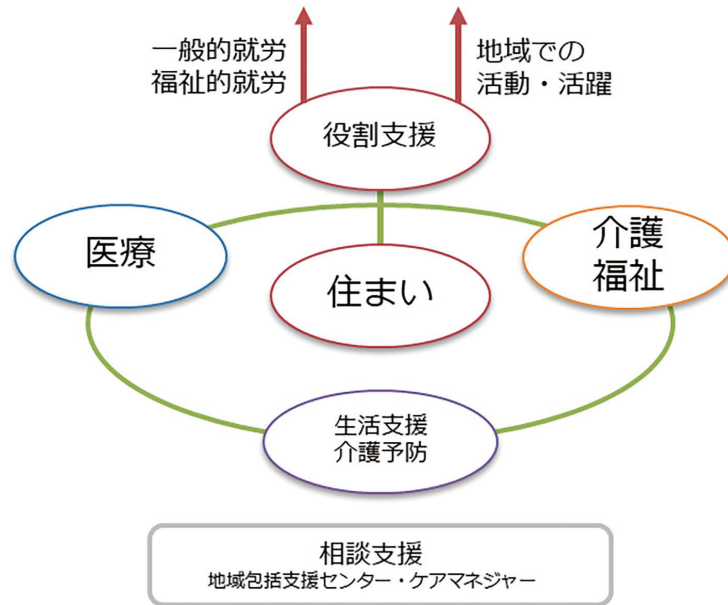 一般的就労
福祉的就労
地域での
活動・活躍
役割支援
医療
住まい
介護
福祉
生活支援
介護予防
相談支援
地域包括支援センター・ケアマネジャー